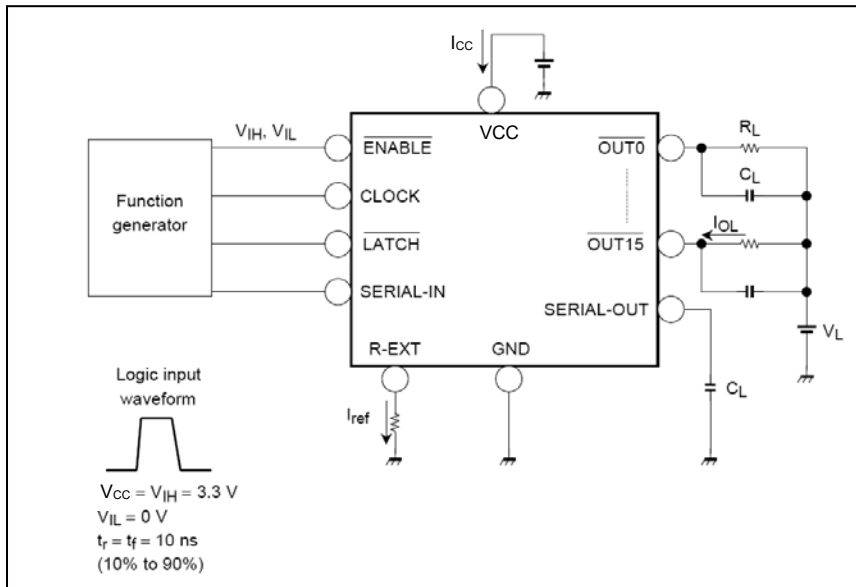 ICC
VCC
VIH, VIL
ENABLE
OUT0
RL
CLOCK
CL
Function
generator
IOL
LATCH
OUT15
SERIAL-IN
SERIAL-OUT
VL
R-EXT
GND
Logic input
waveform
CL
Iref
VCC = VIH = 3.3 V
VIL = 0 V
tr = tf = 10 ns
(10% to 90%)